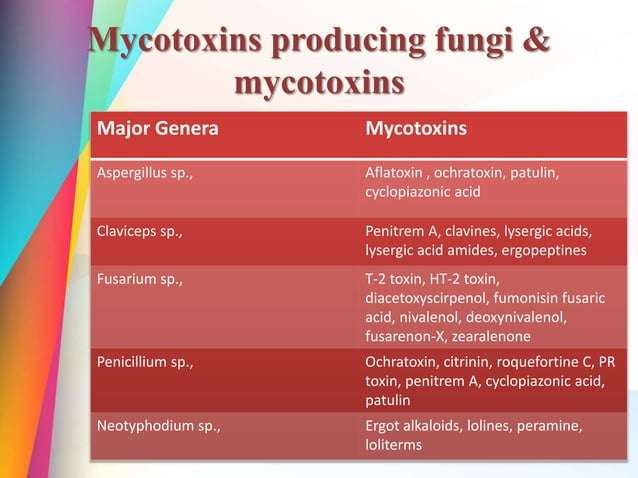 Mycotoxins producing fungi &
mycotoxins
Major Genera
Mycotoxins
Aspergillus sp.,
Aflatoxin , ochratoxin, patulin,
cyclopiazonic acid
Claviceps sp.,
Penitrem A, clavines, lysergic acids,
lysergic acid amides, ergopeptines
Fusarium sp.,
T-2 toxin, HT-2 toxin,
diacetoxyscirpenol, fumonisin fusaric
acid, nivalenol, deoxynivalenol,
fusarenon-X, zearalenone
Penicillium sp.,
Ochratoxin, citrinin, roquefortine C, PR
toxin, penitrem A, cyclopiazonic acid,
patulin
Neotyphodium sp.,
Ergot alkaloids, lolines, peramine,
loliterms